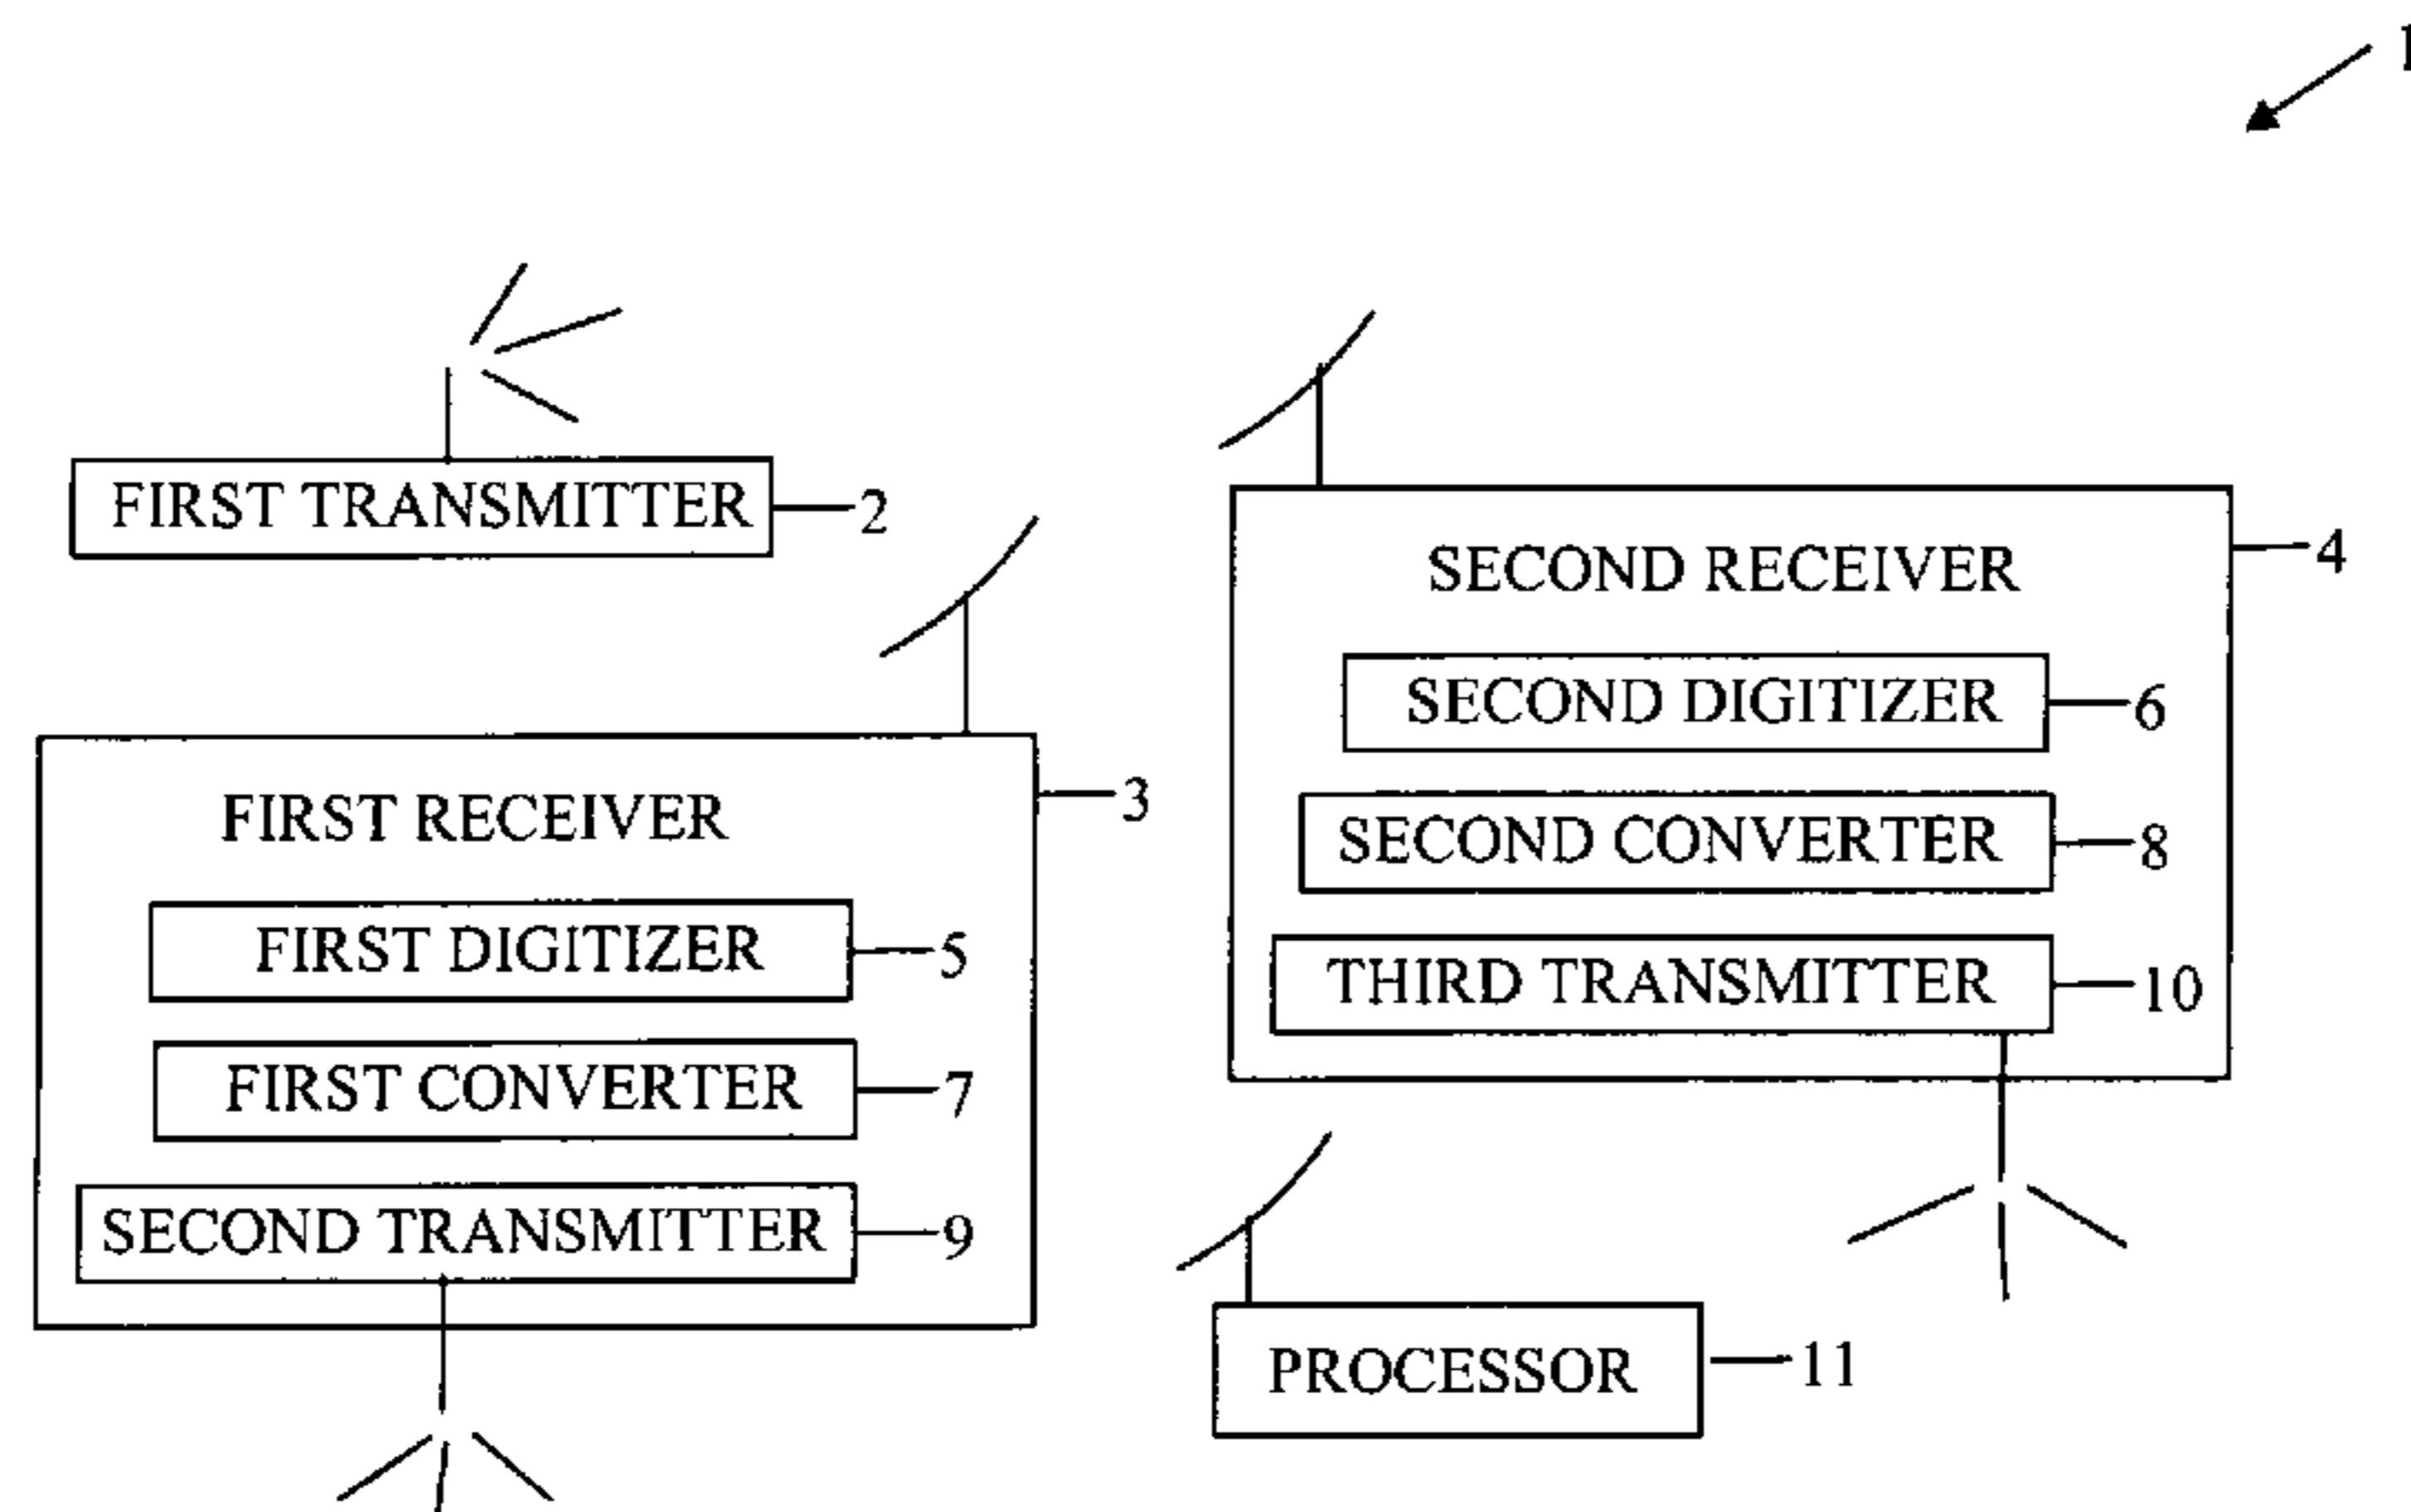 1
FIRST TRANSMITTER
2
FIRST RECEIVER
3
FIRST DIGITIZER
5
FIRST CONVERTER
7
SECOND TRANSMITTER
9
SECOND RECEIVER
4
SECOND DIGITIZER
6
SECOND CONVERTER
8
THIRD TRANSMITTER
10
PROCESSOR
11